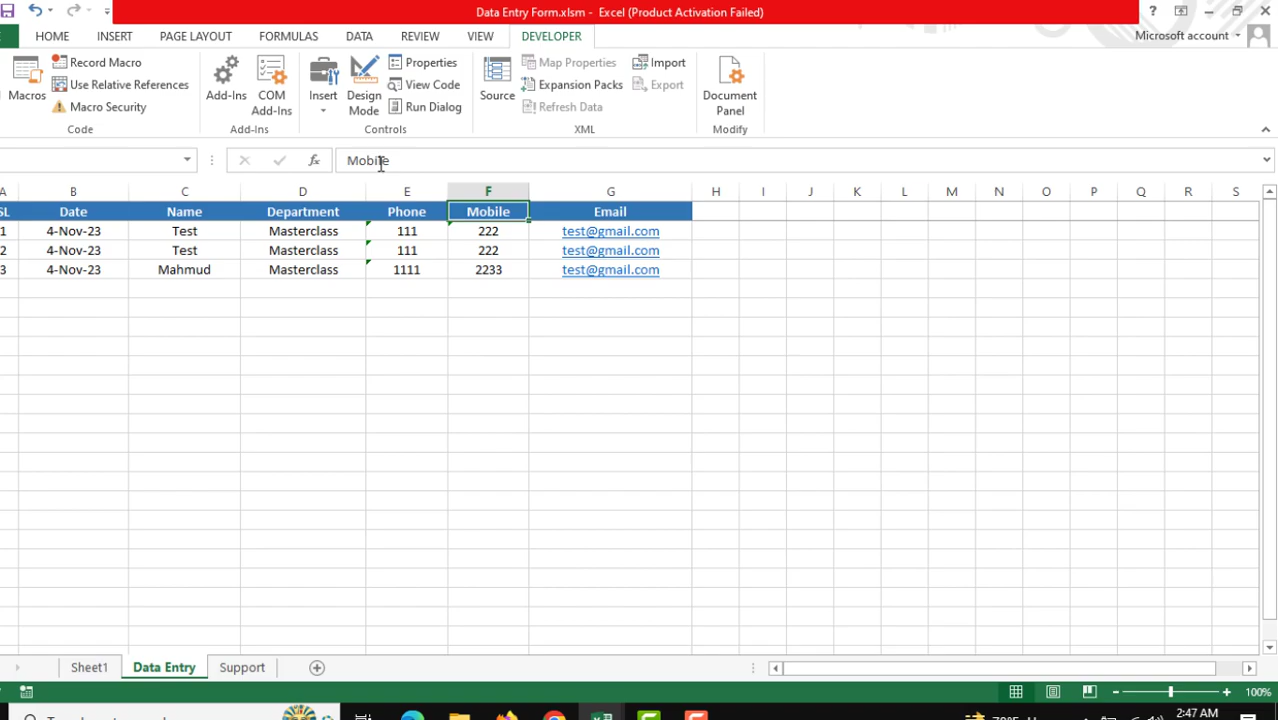 Data Entry Form.xlsm - Excel (Product Activation Failed)
HOME INSERT PAGE LAYOUT FORMULAS DATA REVIEW VIEW DEVELOPER Microsoft account
Macros
Record Macro
Use Relative References
Macro Security
Code
Add-Ins
COM
Add-Ins
Add-Ins
Insert
Design
Mode
Properties
View Code
Run Dialog
Controls
Source
Map Properties
Expansion Packs
Refresh Data
Import
Export
XML
Document
Panel
Modify
fx Mobile
A B C D E F G H I J K L M N O P Q R S
SL Date Name Department Phone Mobile Email
1 4-Nov-23 Test Masterclass 111 222 test@gmail.com
2 4-Nov-23 Test Masterclass 111 222 test@gmail.com
3 4-Nov-23 Mahmud Masterclass 1111 2233 test@gmail.com
Sheet1 Data Entry Support
100%
2:47 AM